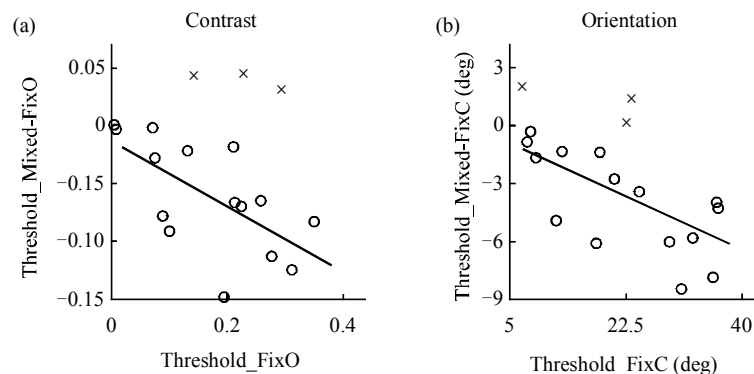 (a)
Contrast
Threshold_Mixed-FixO
0.05
0
−0.15
−0.10
−0.15
0
0.2
0.4
Threshold_FixO
(b)
Orientation
Threshold_Mixed-FixC (deg)
3
0
−3
−6
−9
5
22.5
40
Threshold_FixC (deg)